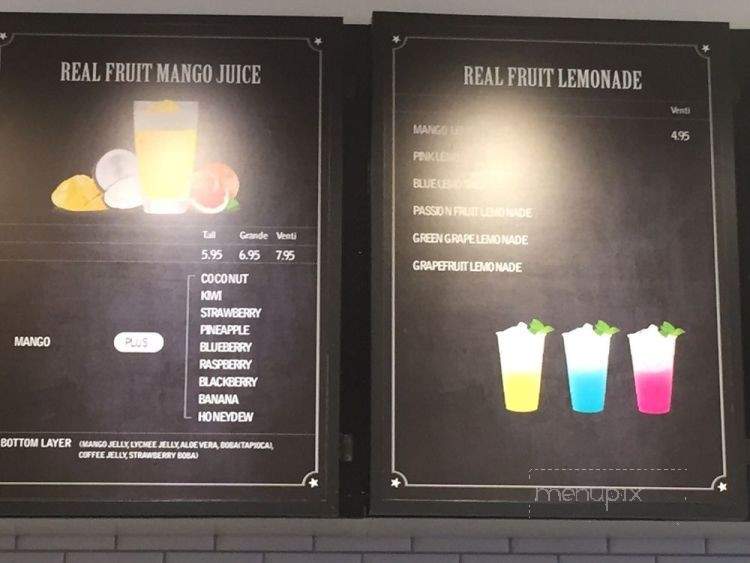 REAL FRUIT MANGO JUICE
Tall Grande Venti
5.95 6.95 7.95
MANGO PLUS
COCONUT
KIWI
STRAWBERRY
PINEAPPLE
BLUEBERRY
RASPBERRY
BLACKBERRY
BANANA
HONEYDEW
BOTTOM LAYER (MANGO JELLY, LYCHEE JELLY, ALOE VERA, BOBA(TAPIOCA),
COFFEE JELLY, STRAWBERRY BOBA)
REAL FRUIT LEMONADE
Venti
4.95
MANGO
PINK
BLUE
PASSION FRUIT LEMONADE
GREEN GRAPE LEMONADE
GRAPEFRUIT LEMONADE
menupix